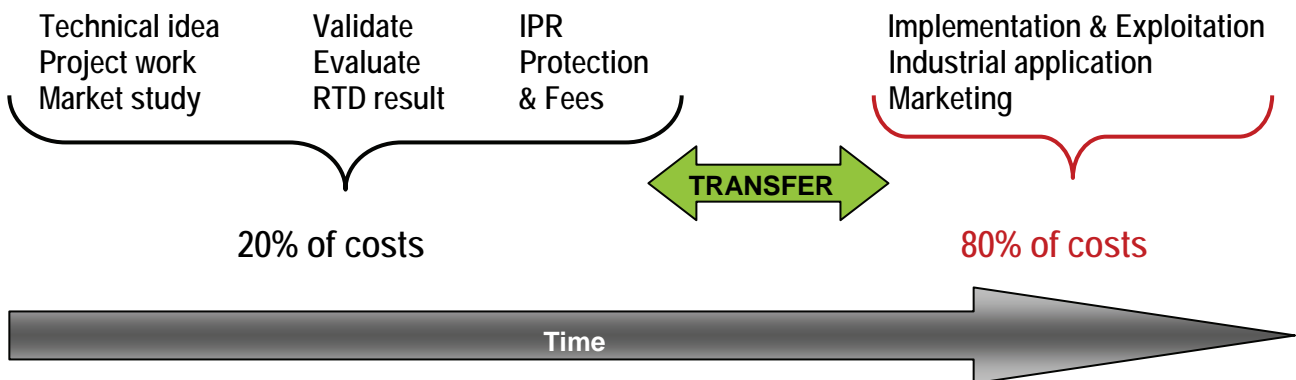 Technical idea
Project work
Market study
Validate
Evaluate
RTD result
IPR
Protection
& Fees
Implementation & Exploitation
Industrial application
Marketing
TRANSFER
20% of costs
80% of costs
Time